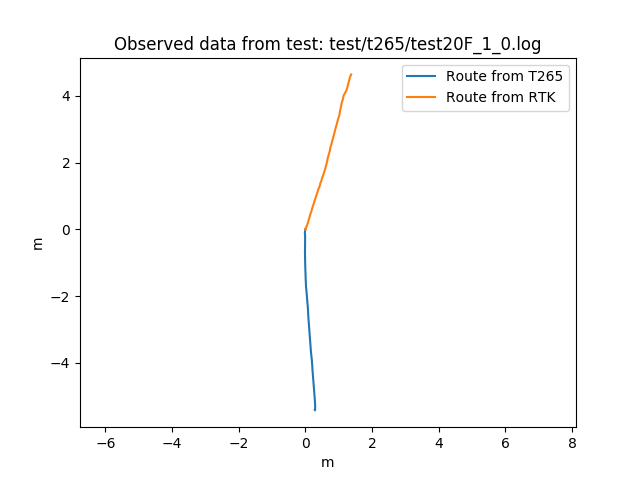 Observed data from test: test/t265/test20F_1_0.log
Route from T265
Route from RTK
4
2
0
−2
−4
m
−6
−4
−2
0
2
4
6
8
m